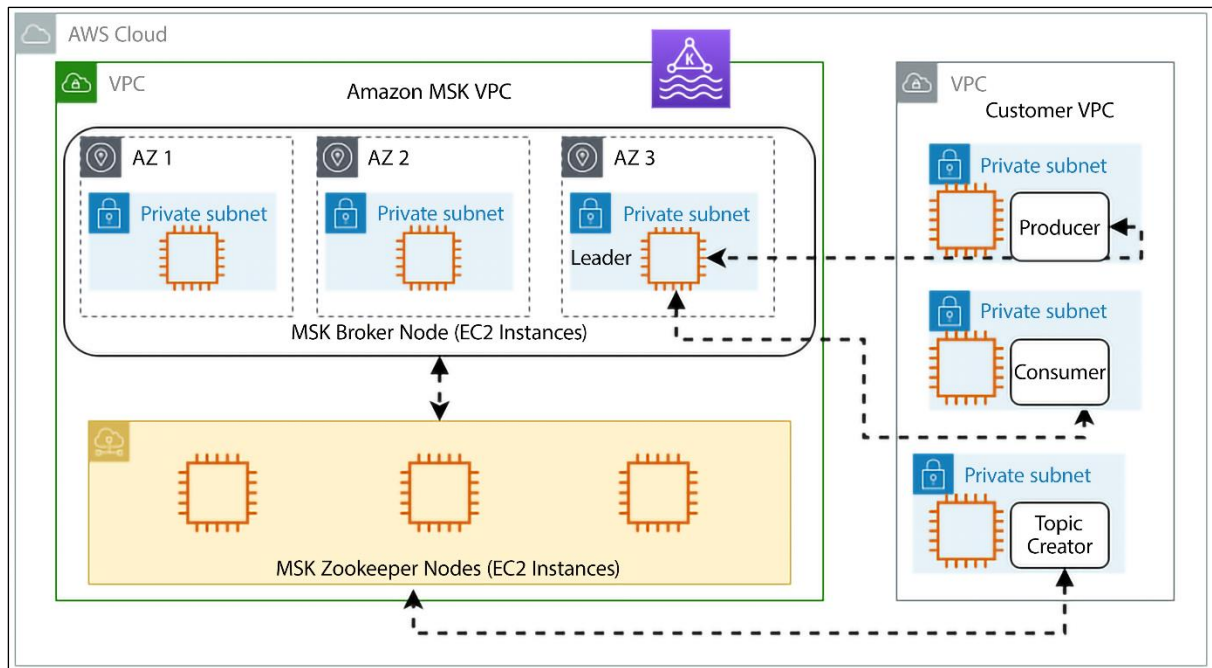 AWS Cloud
VPC
Amazon MSK VPC
K
AZ 1
AZ 2
AZ 3
Private subnet
Private subnet
Private subnet
Leader
MSK Broker Node (EC2 Instances)
MSK Zookeeper Nodes (EC2 Instances)
VPC
Customer VPC
Private subnet
Producer
Private subnet
Consumer
Private subnet
Topic
Creator